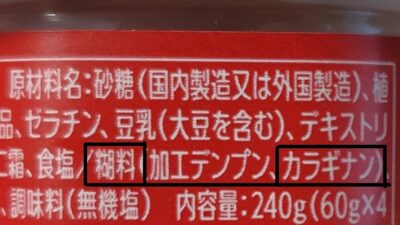 原材料名:砂糖(国内製造又は外国製造)、植
品、ゼラチン、豆乳(大豆を含む)、デキストリ
工霜、食塩/糊料(加工デンプン、カラギナン)、
、調味料(無機塩) 内容量:240g(60g×4